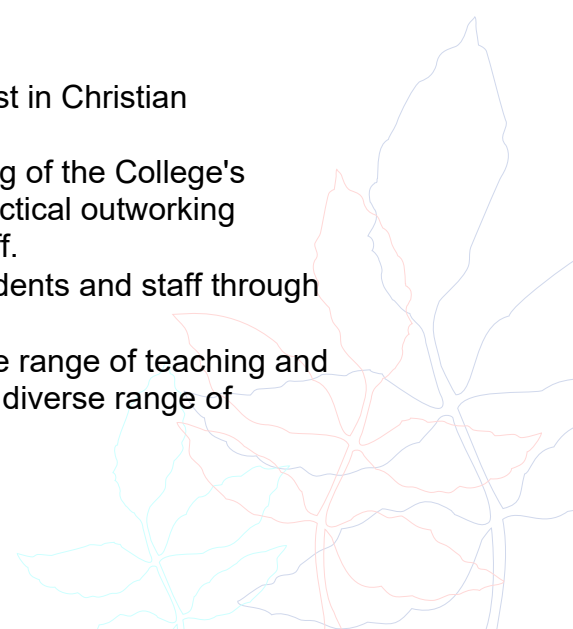 st in Christian
g of the College's
ctical outworking
f.
dents and staff through
e range of teaching and
diverse range of